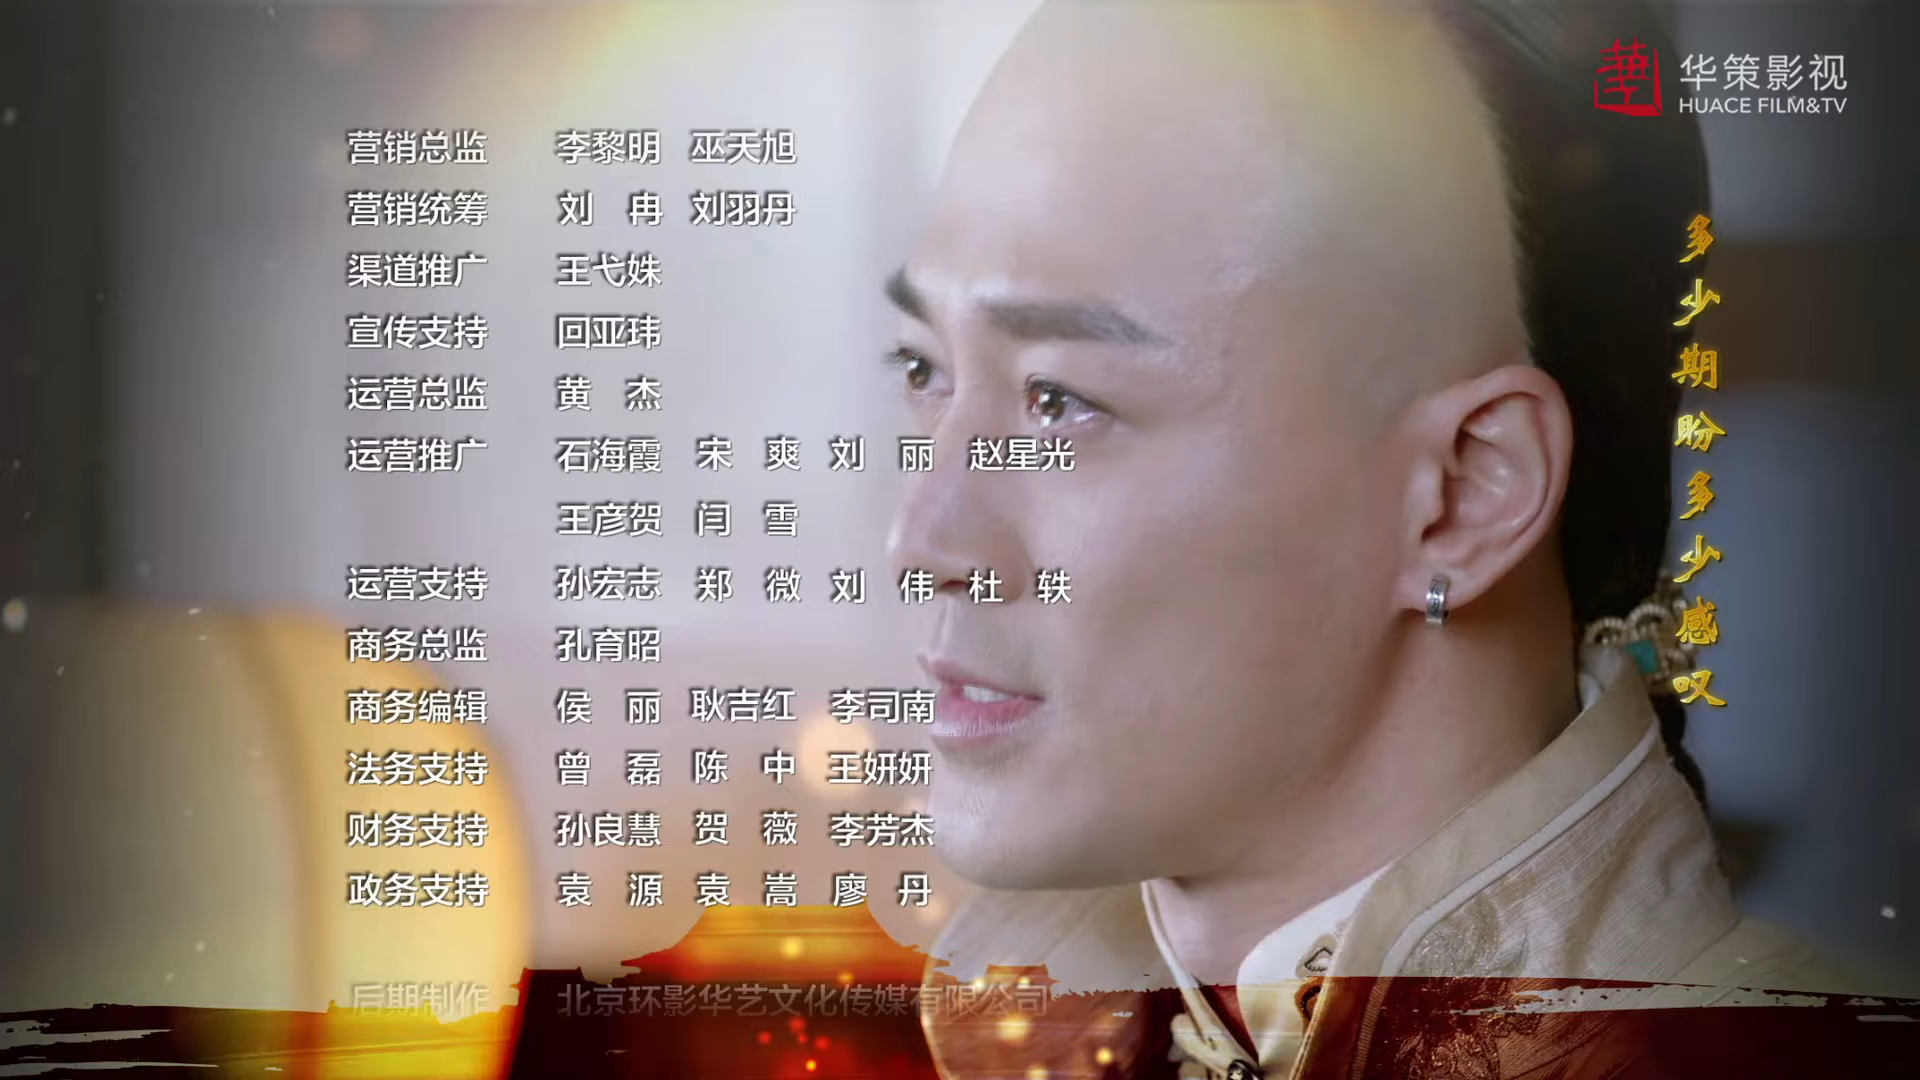 华策影视
HUACE FILM&TV
营销总监 李黎明 巫天旭
营销统筹 刘 冉 刘羽丹
渠道推广 王弋姝
宣传支持 回亚玮
运营总监 黄 杰
运营推广 石海霞 宋 爽 刘 丽 赵星光
王彦贺 闫 雪
运营支持 孙宏志 郑 微 刘 伟 杜 轶
商务总监 孔育昭
商务编辑 侯 丽 耿吉红 李司南
法务支持 曾 磊 陈 中 王妍妍
财务支持 孙良慧 贺 薇 李芳杰
政务支持 袁 源 袁 嵩 廖 丹
后期制作 北京环影华艺文化传媒有限公司
多少期盼多少感叹